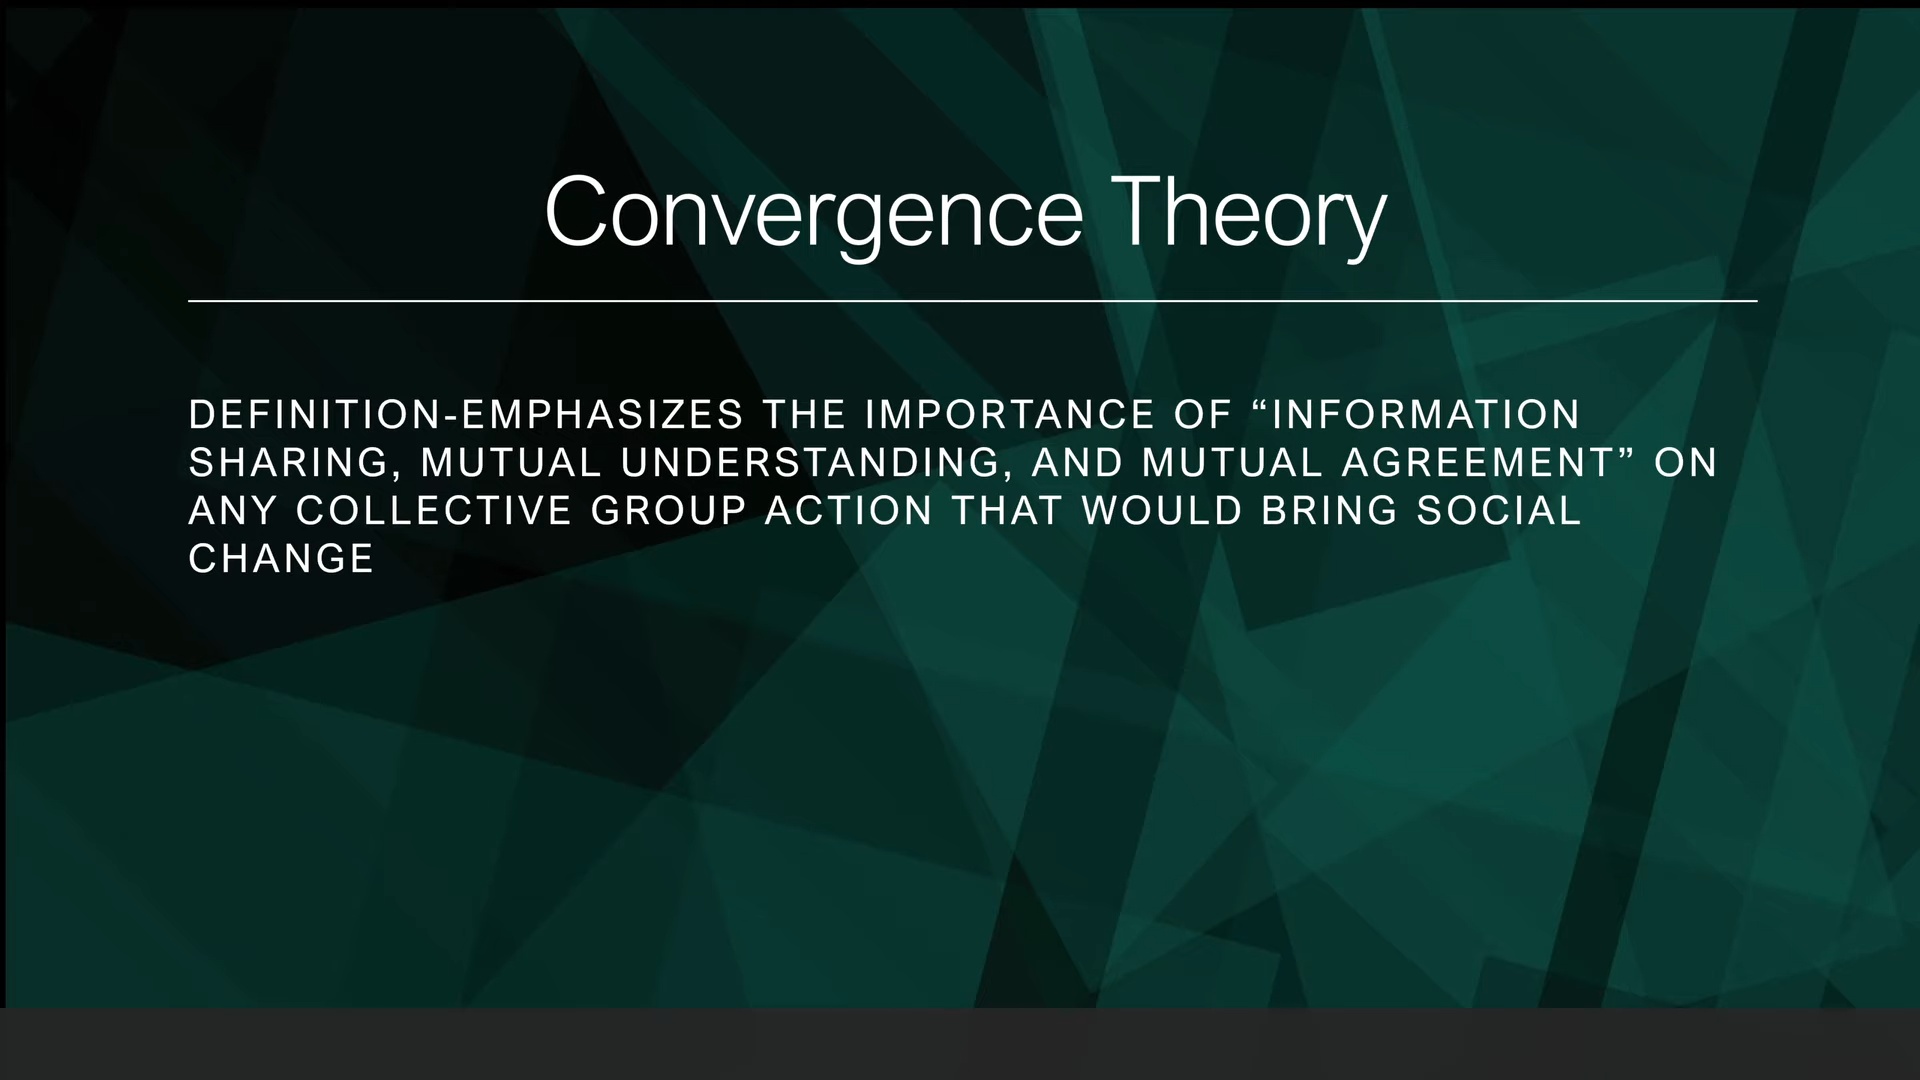 Convergence Theory
DEFINITION-EMPHASIZES THE IMPORTANCE OF “INFORMATION
SHARING, MUTUAL UNDERSTANDING, AND MUTUAL AGREEMENT” ON
ANY COLLECTIVE GROUP ACTION THAT WOULD BRING SOCIAL
CHANGE